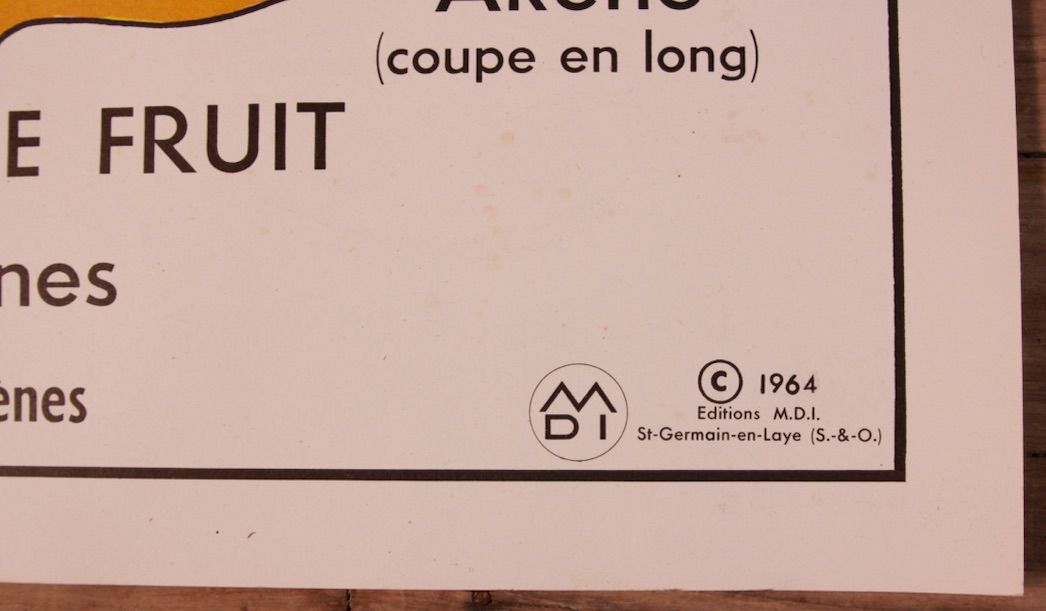 (coupe en long)
E FRUIT
nes
ènes
MDI
© 1964
Editions M.D.I.
St-Germain-en-Laye (S.-&-O.)